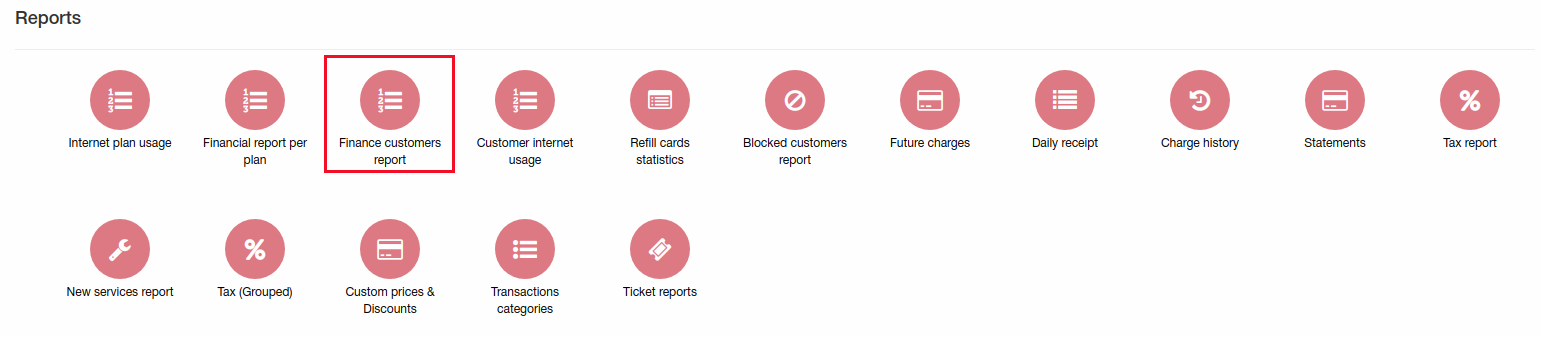 Reports
Internet plan usage
Financial report per
plan
Finance customers
report
Customer internet
usage
Refill cards
statistics
Blocked customers
report
Future charges
Daily receipt
Charge history
Statements
Tax report
New services report
Tax (Grouped)
Custom prices &
Discounts
Transactions
categories
Ticket reports